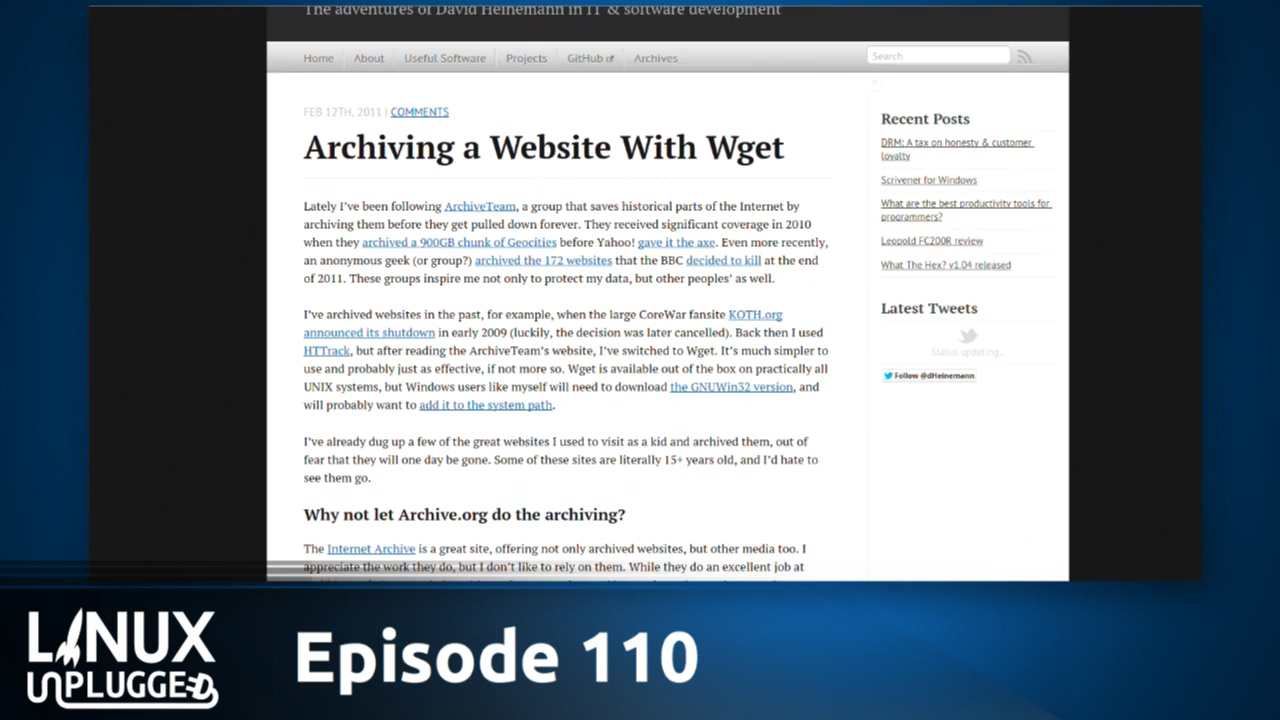 The adventures of David Heinemann in IT & software development
Home About Useful Software Projects GitHub Archives
Search
FEB 12TH, 2011 | COMMENTS
Archiving a Website With Wget
Lately I've been following ArchiveTeam, a group that saves historical parts of the Internet by
archiving them before they get pulled down forever. They received significant coverage in 2010
when they archived a 900GB chunk of Geocities before Yahoo! gave it the axe. Even more recently,
an anonymous geek (or group?) archived the 172 websites that the BBC decided to kill at the end
of 2011. These groups inspire me not only to protect my data, but other peoples' as well.
I've archived websites in the past, for example, when the large CoreWar fansite KOTH.org
announced its shutdown in early 2009 (luckily, the decision was later cancelled). Back then I used
HTTrack, but after reading the ArchiveTeam's website, I've switched to Wget. It's much simpler to
use and probably just as effective, if not more so. Wget is available out of the box on practically all
UNIX systems, but Windows users like myself will need to download the GNUWin32 version, and
will probably want to add it to the system path.
I've already dug up a few of the great websites I used to visit as a kid and archived them, out of
fear that they will one day be gone. Some of these sites are literally 15+ years old, and I'd hate to
see them go.
Why not let Archive.org do the archiving?
The Internet Archive is a great site, offering not only archived websites, but other media too. I
appreciate the work they do, but I don't like to rely on them. While they do an excellent job at
Recent Posts
DRM: A tax on honesty & customer
loyalty
Scrivener for Windows
What are the best productivity tools for
programmers?
Leopold FC200R review
What The Hex? v1.04 released
Latest Tweets
Status updating...
Follow @dHeinemann
LINUX
UNPLUGGED
Episode 110